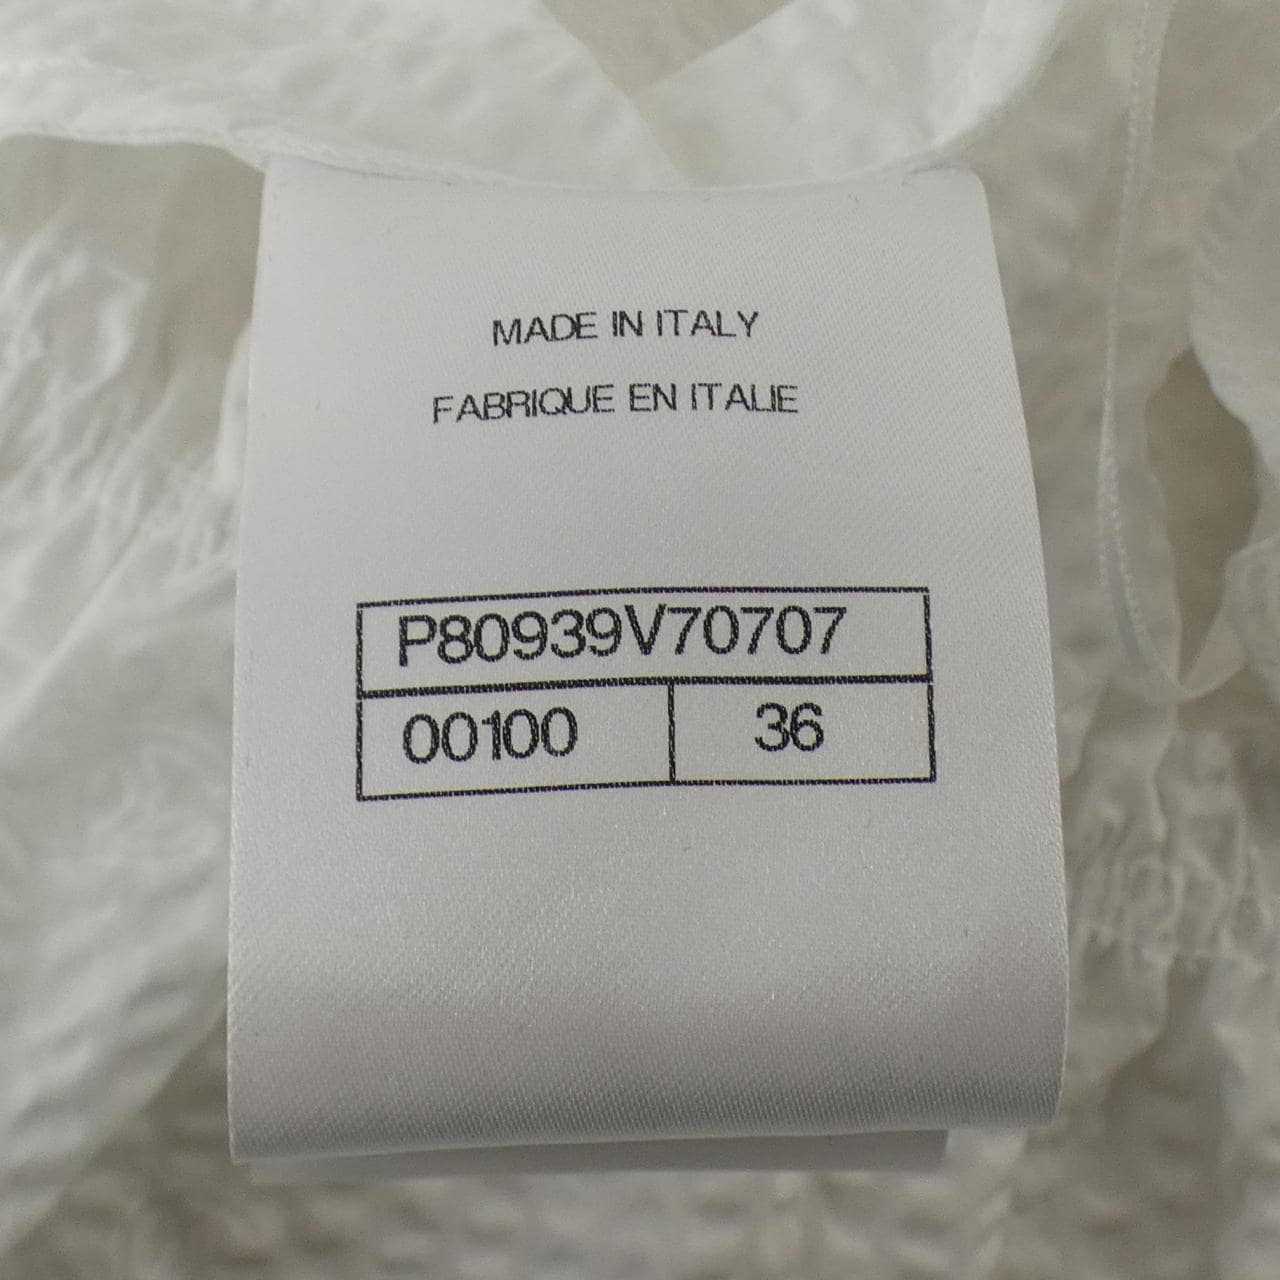 MADE IN ITALY
FABRIQUE EN ITALIE
P80939V70707
00100 36